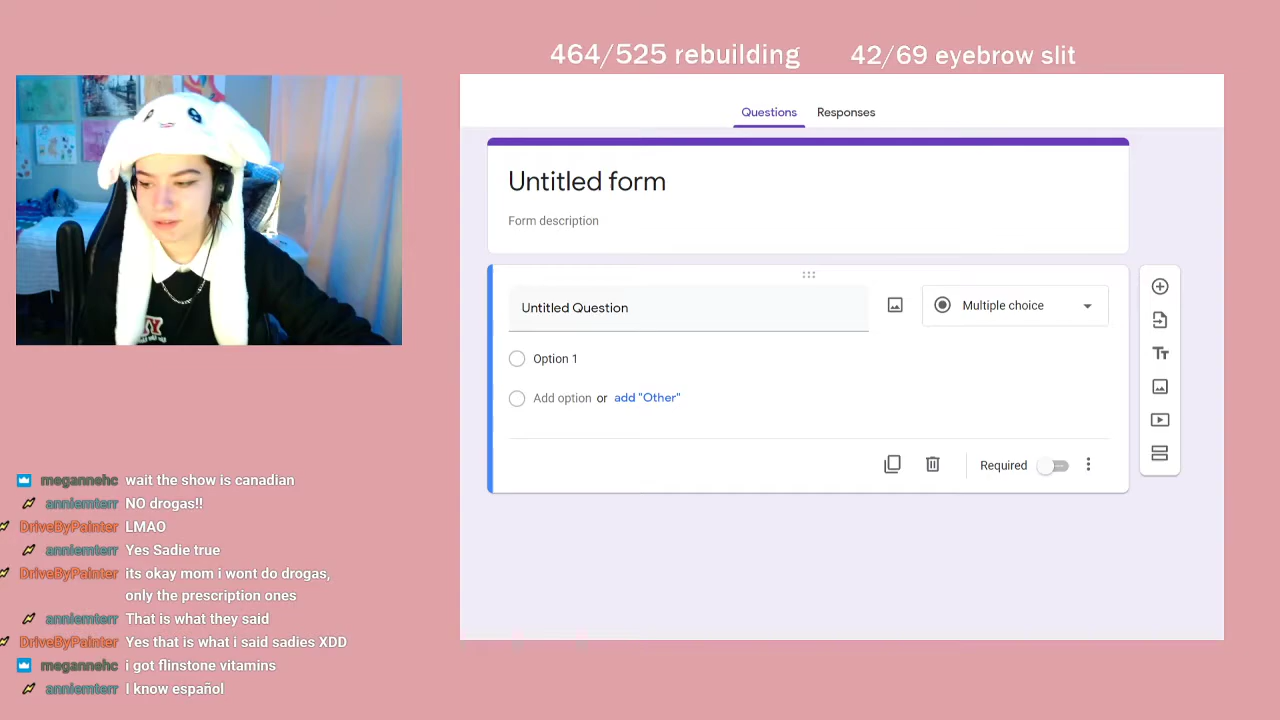 464/525 rebuilding
42/69 eyebrow slit
Questions
Responses
Untitled form
Form description
Untitled Question
Multiple choice
Option 1
Add option or add "Other"
Required
megannehc wait the show is canadian
anniemterr NO drogas!!
DriveByPainter LMAO
anniemterr Yes Sadie true
DriveByPainter its okay mom i wont do drogas,
only the prescription ones
anniemterr That is what they said
DriveByPainter Yes that is what i said sadies XDD
megannehc i got flinstone vitamins
anniemterr I know español